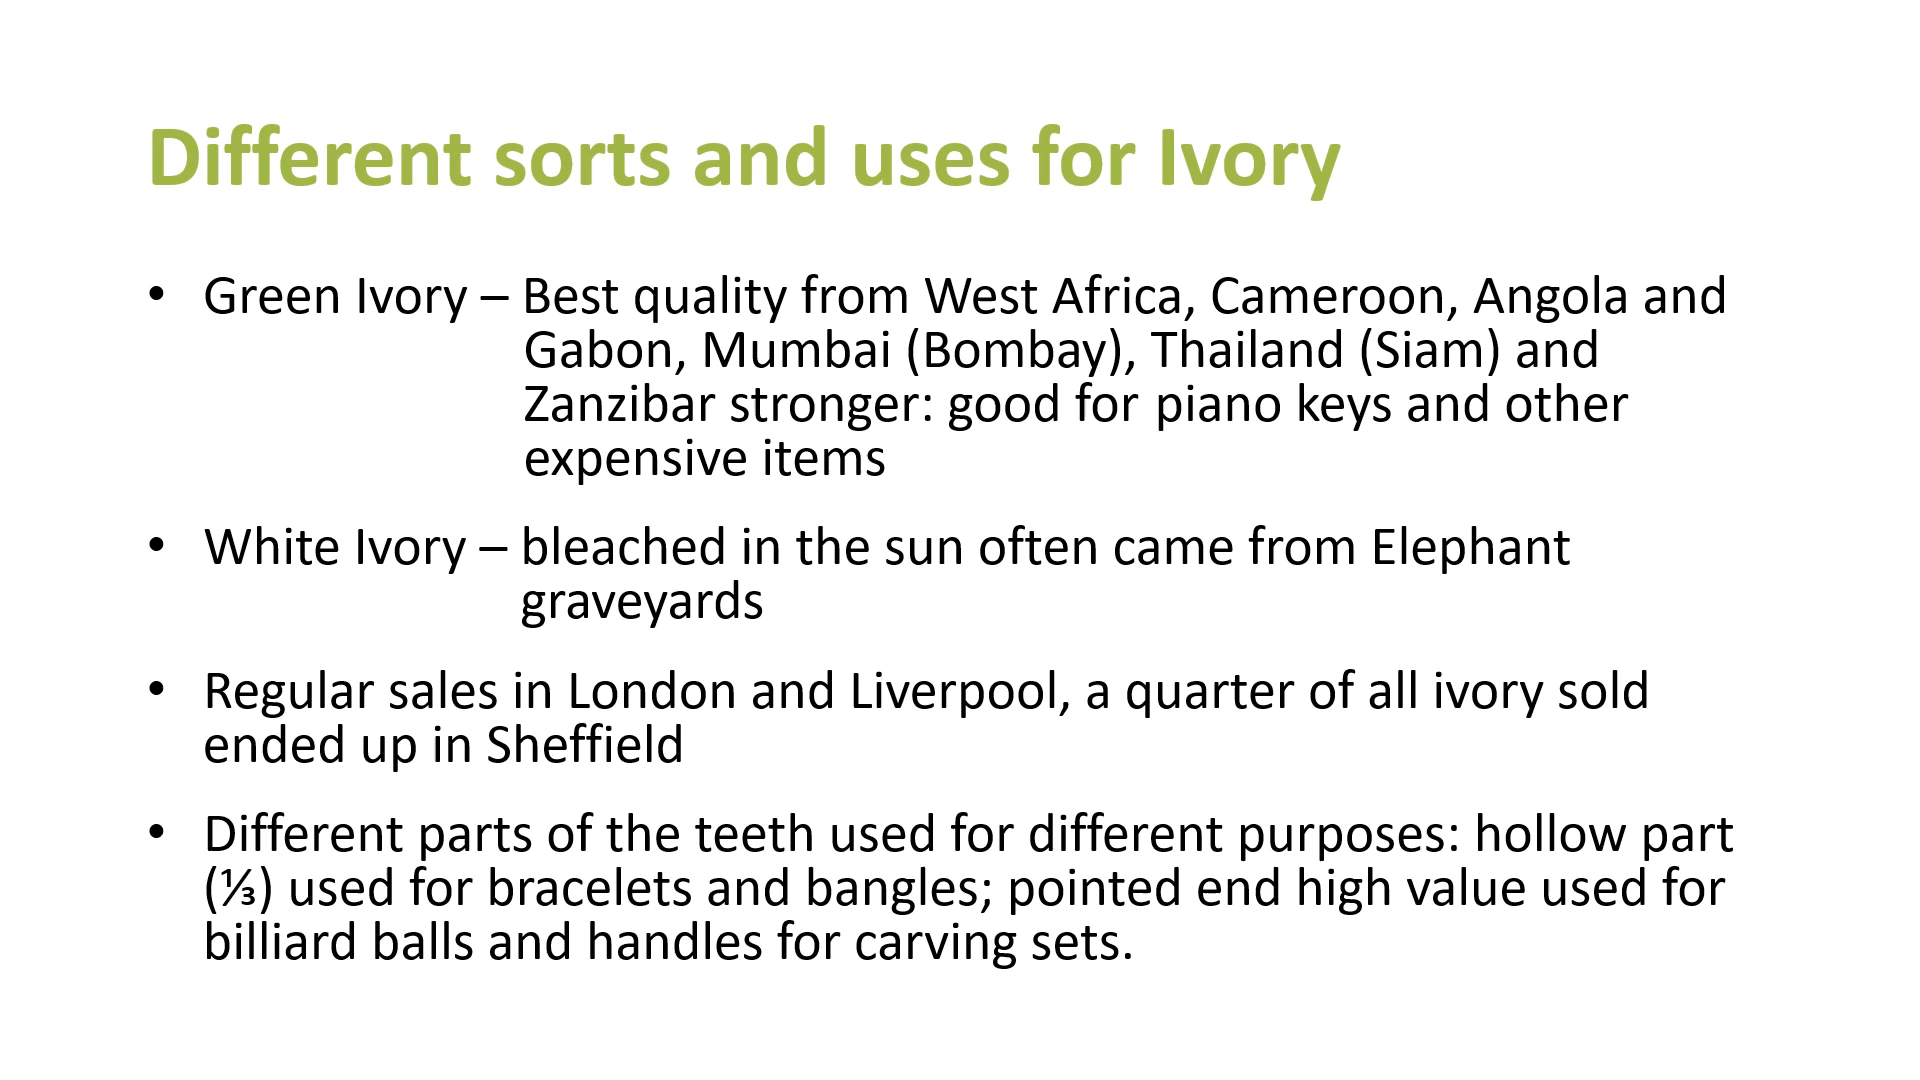 Different sorts and uses for Ivory
• Green Ivory – Best quality from West Africa, Cameroon, Angola and
Gabon, Mumbai (Bombay), Thailand (Siam) and
Zanzibar stronger: good for piano keys and other
expensive items
• White Ivory – bleached in the sun often came from Elephant
graveyards
• Regular sales in London and Liverpool, a quarter of all ivory sold
ended up in Sheffield
• Different parts of the teeth used for different purposes: hollow part
(⅓) used for bracelets and bangles; pointed end high value used for
billiard balls and handles for carving sets.